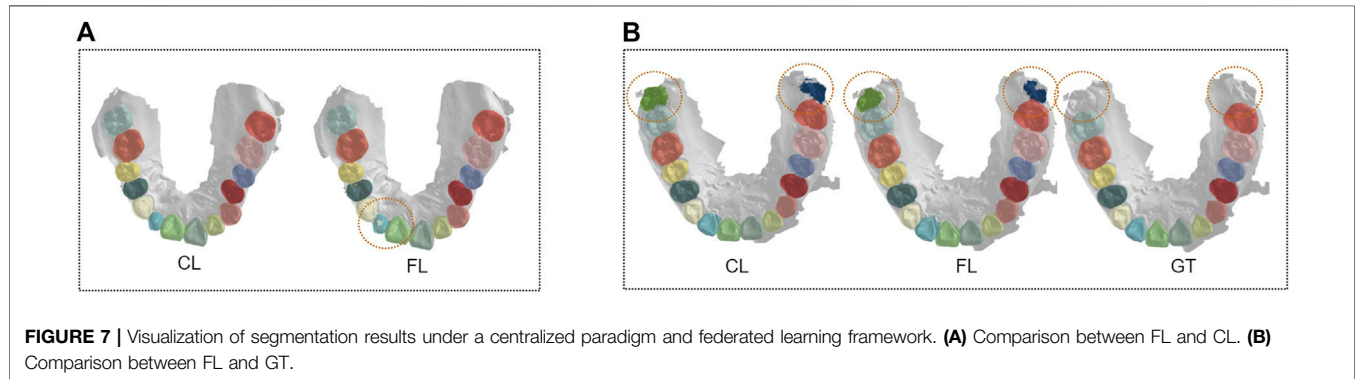 A
B
CL
FL
CL
FL
GT
FIGURE 7 | Visualization of segmentation results under a centralized paradigm and federated learning framework. (A) Comparison between FL and CL. (B)
Comparison between FL and GT.